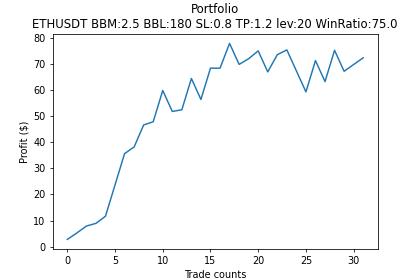 Portfolio
ETHUSDT BBM:2.5 BBL:180 SL:0.8 TP:1.2 lev:20 WinRatio:75.0
80
70
60
50
40
30
20
10
0
Profit ($)
0 5 10 15 20 25 30
Trade counts